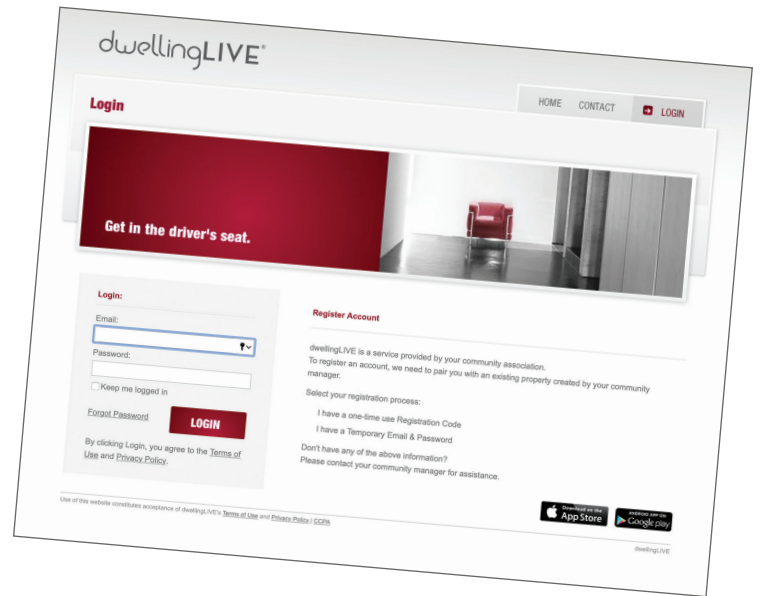 dwellingLIVE®
HOME CONTACT LOGIN
Login
Get in the driver's seat.
Login:
Email:
Password:
Keep me logged in
Forgot Password
LOGIN
By clicking Login, you agree to the Terms of
Use and Privacy Policy.
Register Account
dwellingLIVE is a service provided by your community association.
To register an account, we need to pair you with an existing property created by your community
manager.
Select your registration process:
I have a one-time use Registration Code
I have a Temporary Email & Password
Don't have any of the above information?
Please contact your community manager for assistance.
Download on the
App Store
ANDROID APP ON
Google play
Use of this website constitutes acceptance of dwellingLIVE's Terms of Use and Privacy Policy | CCPA
dwellingLIVE